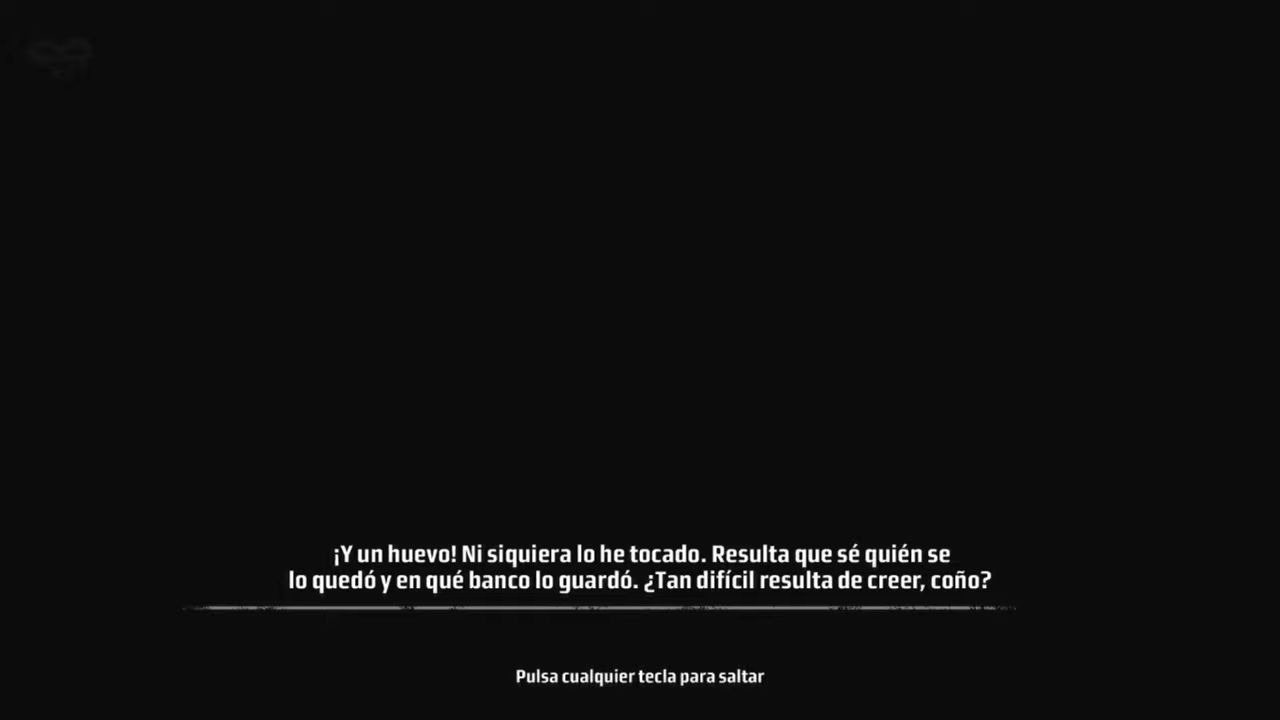 ¡Y un huevo! Ni siquiera lo he tocado. Resulta que sé quién se
lo quedó y en qué banco lo guardó. ¿Tan difícil resulta de creer, coño?
Pulsa cualquier tecla para saltar